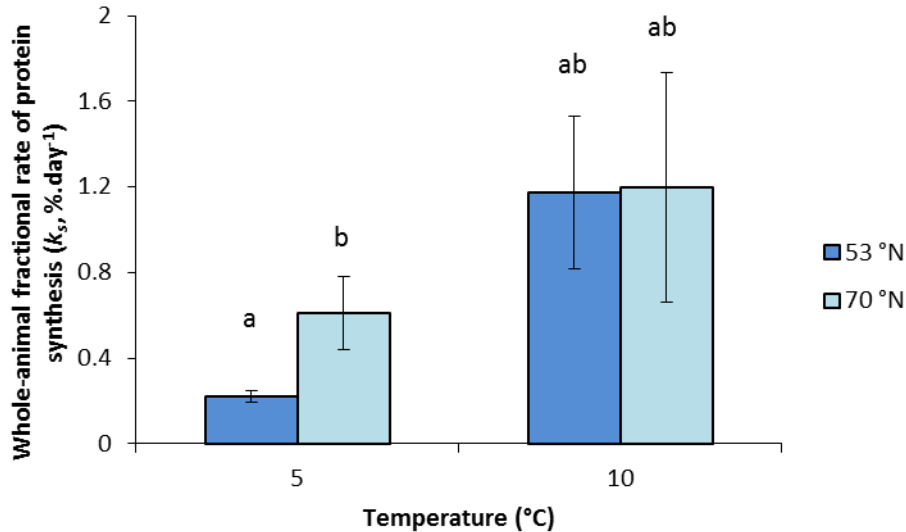 Whole-animal fractional rate of protein
synthesis (kₛ, %.day⁻¹)
2
1.6
1.2
0.8
0.4
0
a
b
ab
ab
5
10
Temperature (°C)
53 °N
70 °N